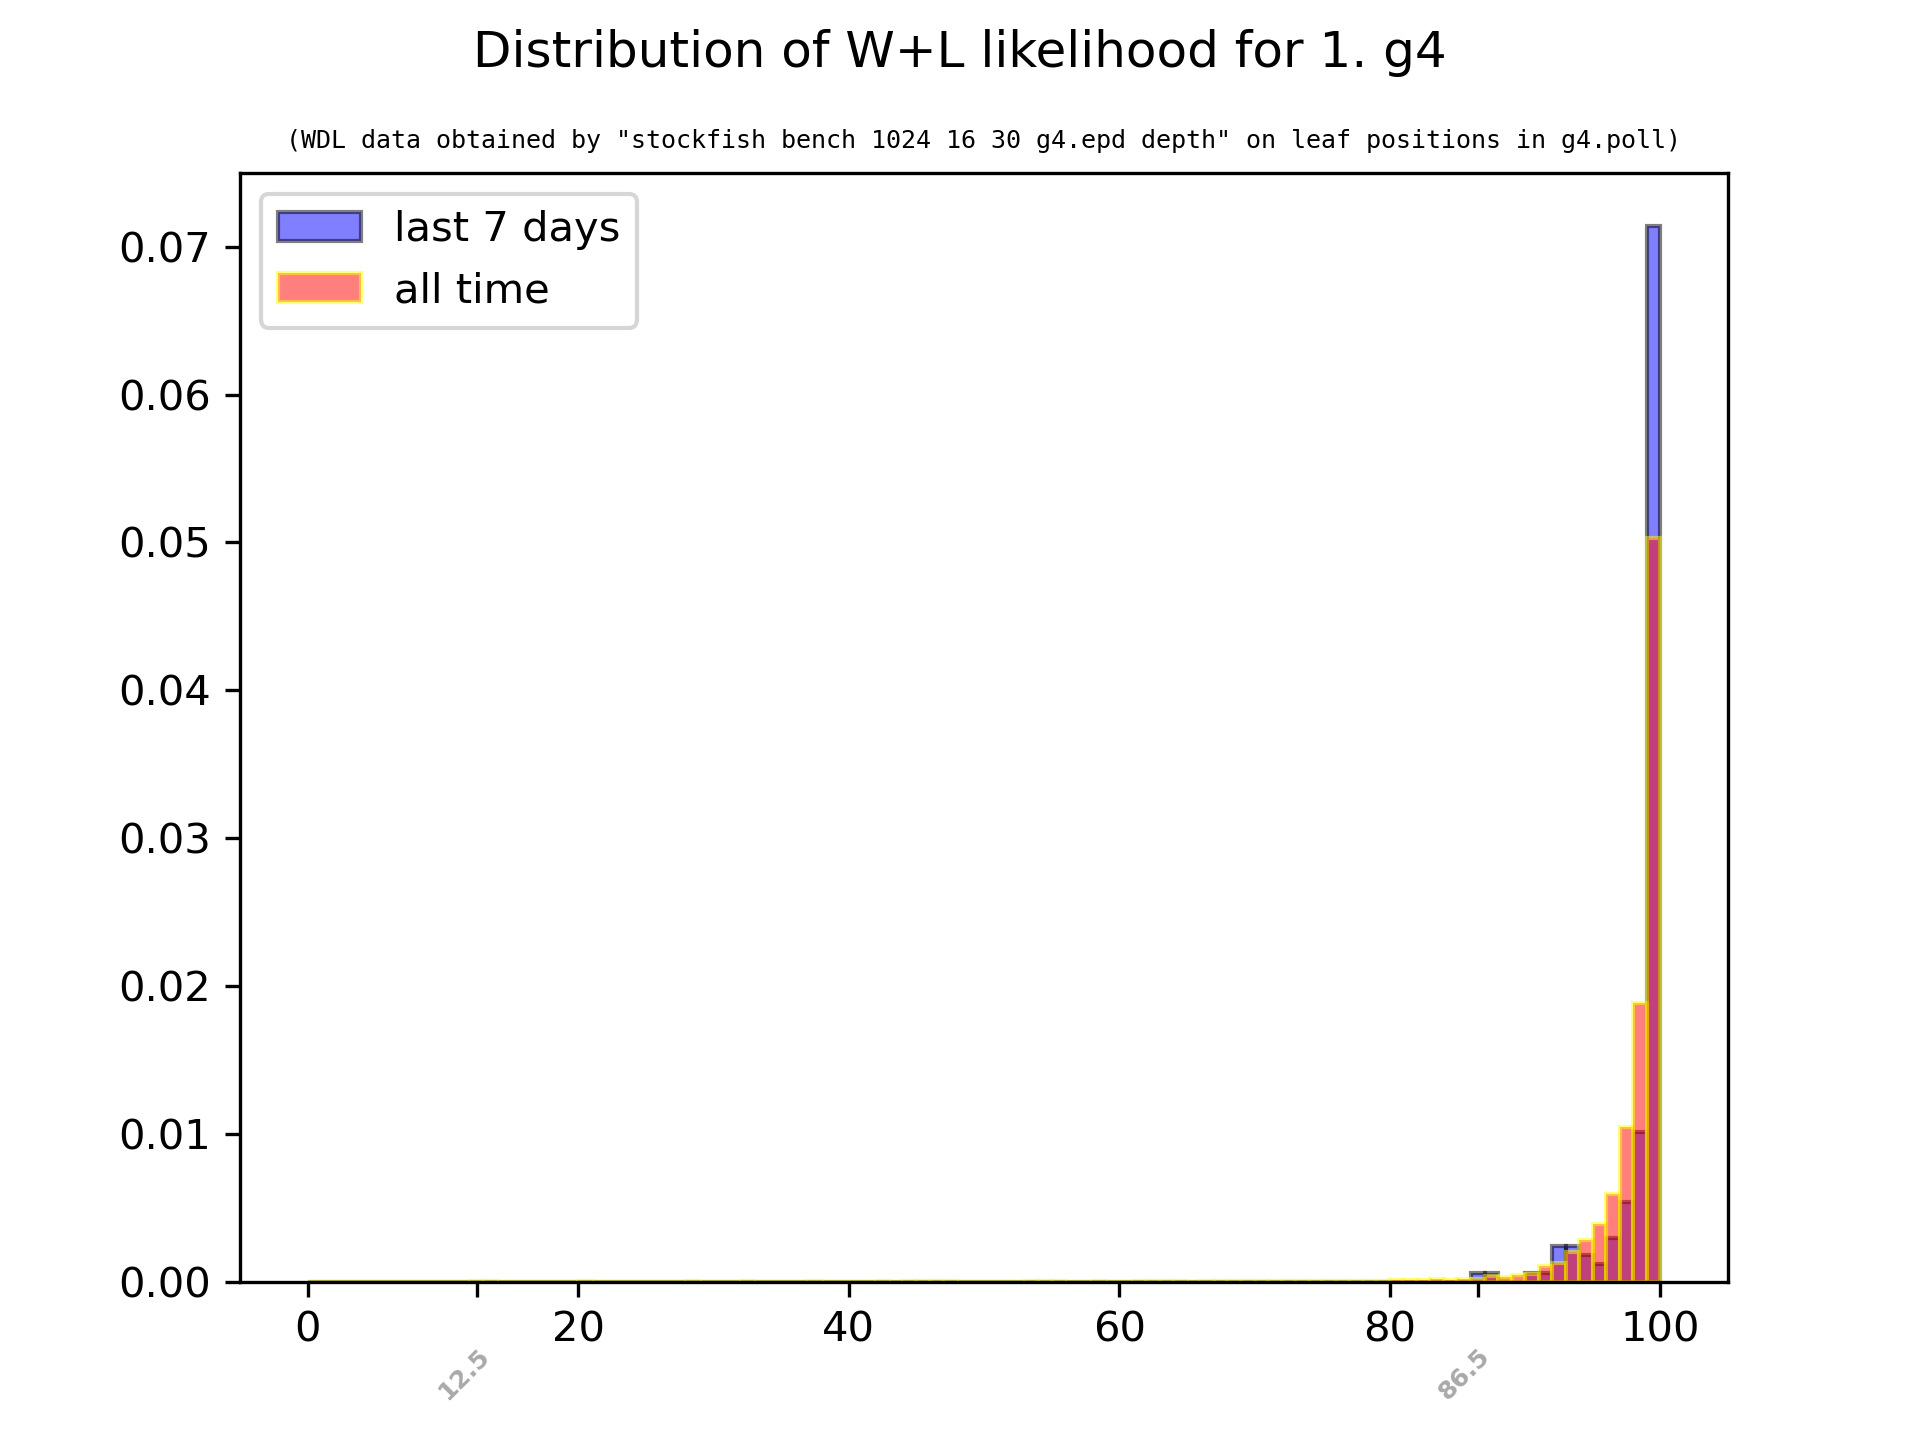 Distribution of W+L likelihood for 1. g4
(WDL data obtained by "stockfish bench 1024 16 30 g4.epd depth" on leaf positions in g4.poll)
last 7 days
all time
0.07
0.06
0.05
0.04
0.03
0.02
0.01
0.00
0 20 40 60 80 100
12.5 86.5